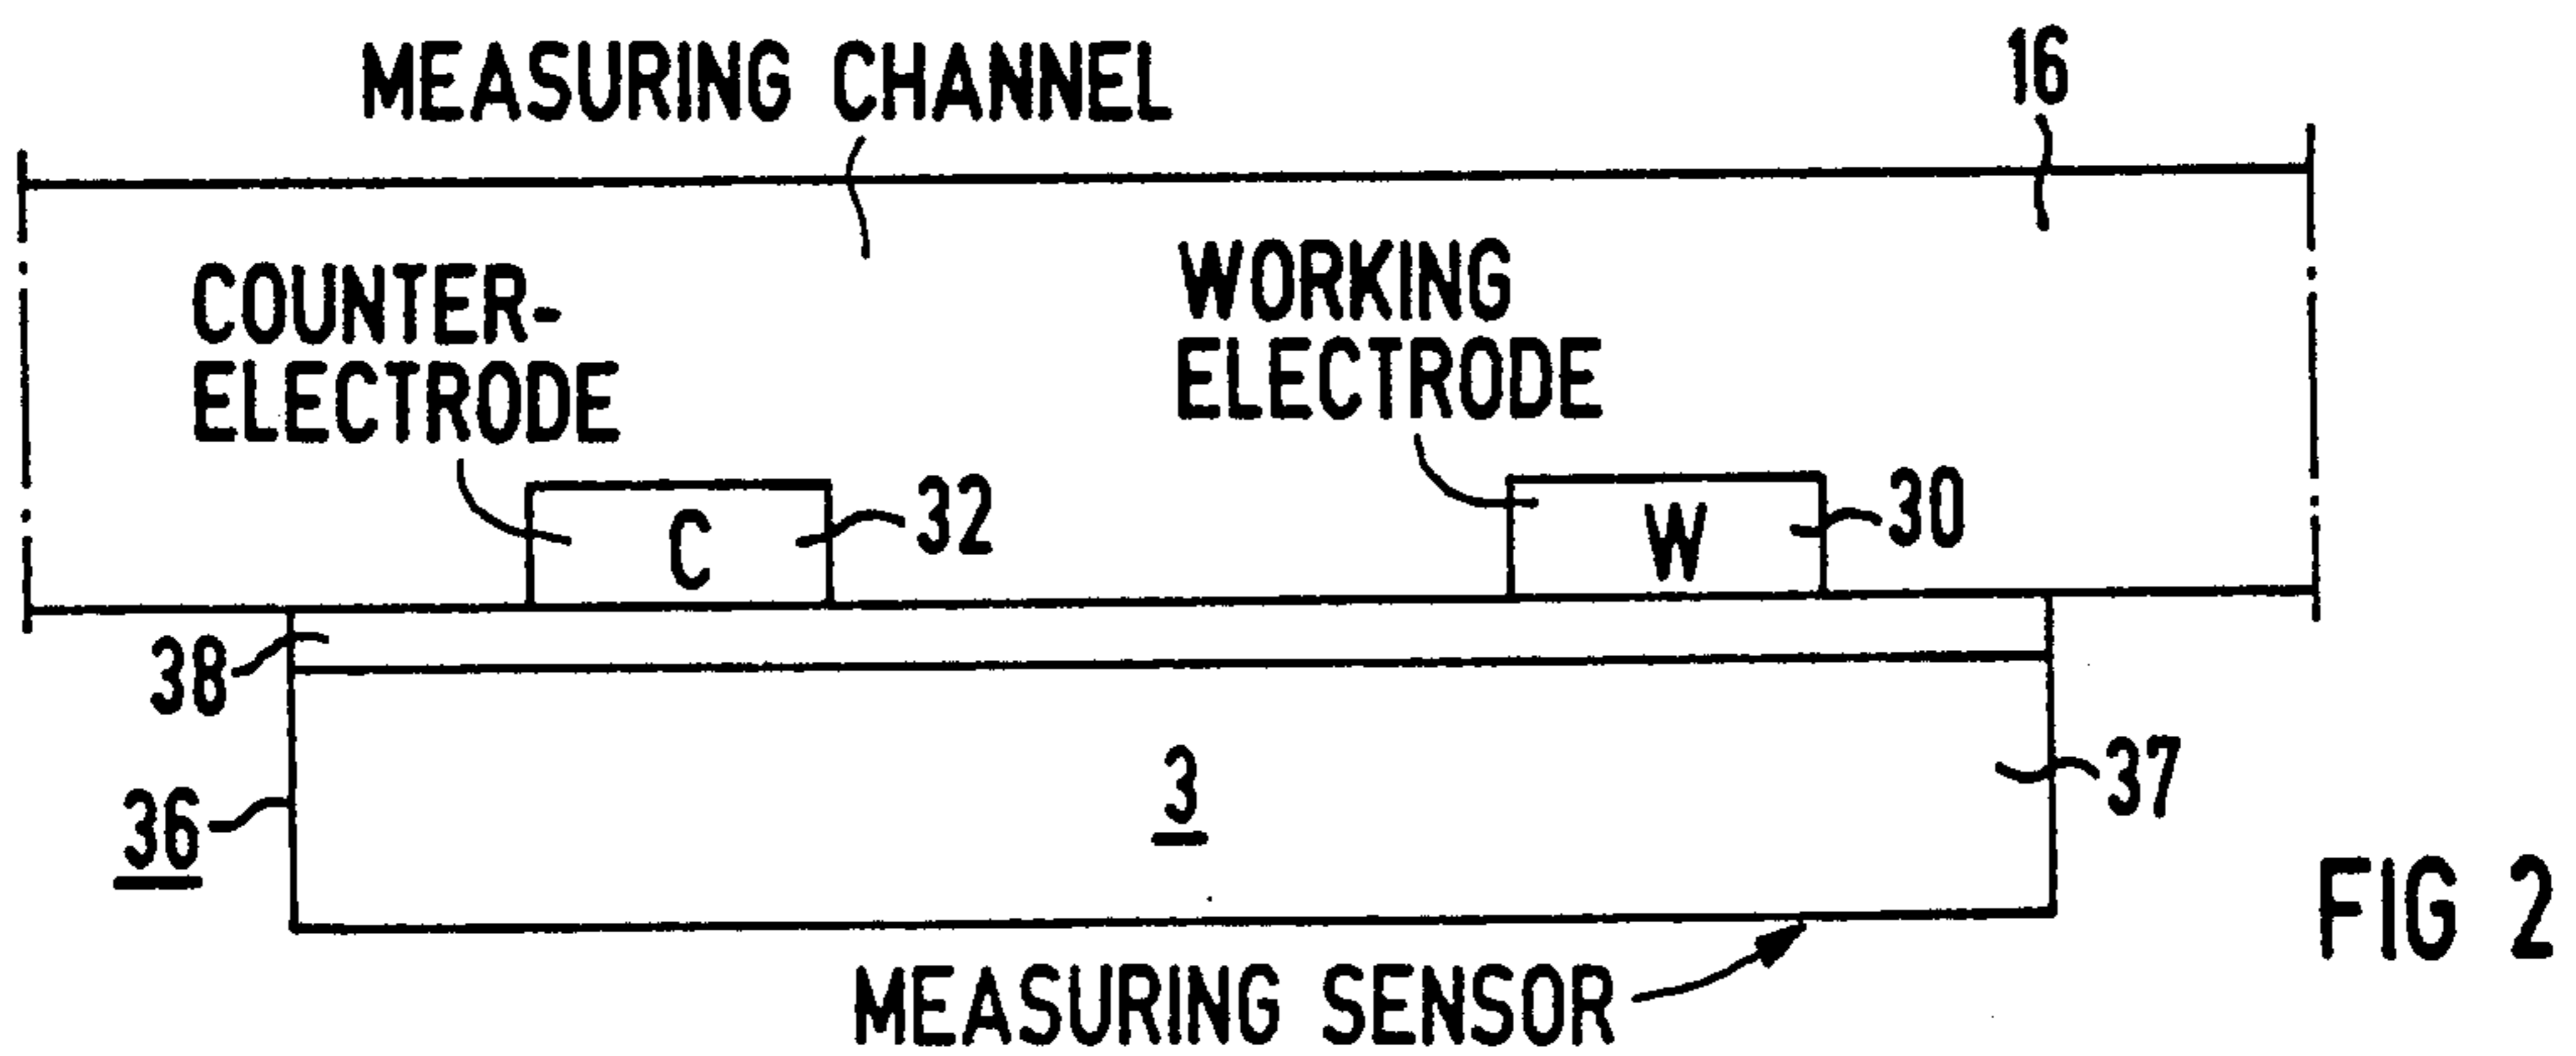 MEASURING CHANNEL
16
COUNTER-
ELECTRODE
WORKING
ELECTRODE
C
32
W
30
38
3
37
36
FIG 2
MEASURING SENSOR